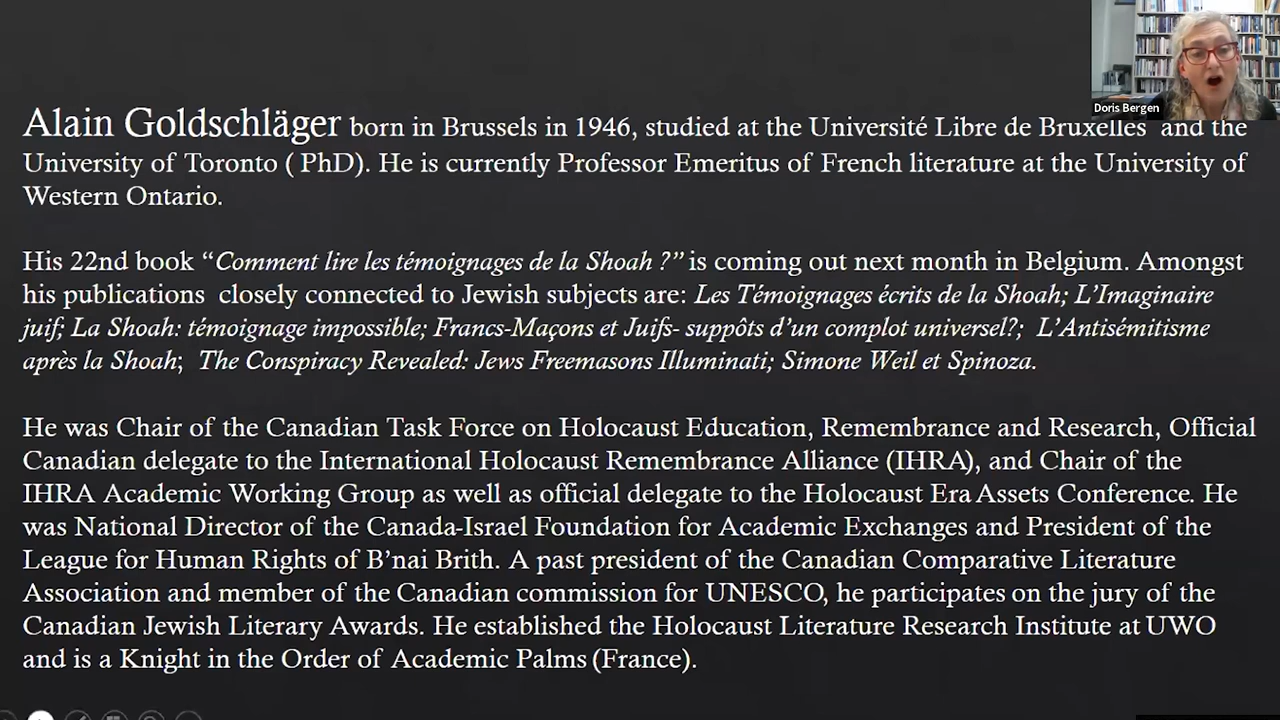 Doris Bergen
Alain Goldschläger born in Brussels in 1946, studied at the Université Libre de Bruxelles and the
University of Toronto ( PhD). He is currently Professor Emeritus of French literature at the University of
Western Ontario.
His 22nd book “Comment lire les témoignages de la Shoah ?” is coming out next month in Belgium. Amongst
his publications closely connected to Jewish subjects are: Les Témoignages écrits de la Shoah; L’Imaginaire
juif; La Shoah: témoignage impossible; Francs-Maçons et Juifs- suppôts d’un complot universel?; L’Antisémitisme
après la Shoah; The Conspiracy Revealed: Jews Freemasons Illuminati; Simone Weil et Spinoza.
He was Chair of the Canadian Task Force on Holocaust Education, Remembrance and Research, Official
Canadian delegate to the International Holocaust Remembrance Alliance (IHRA), and Chair of the
IHRA Academic Working Group as well as official delegate to the Holocaust Era Assets Conference. He
was National Director of the Canada-Israel Foundation for Academic Exchanges and President of the
League for Human Rights of B’nai Brith. A past president of the Canadian Comparative Literature
Association and member of the Canadian commission for UNESCO, he participates on the jury of the
Canadian Jewish Literary Awards. He established the Holocaust Literature Research Institute at UWO
and is a Knight in the Order of Academic Palms (France).